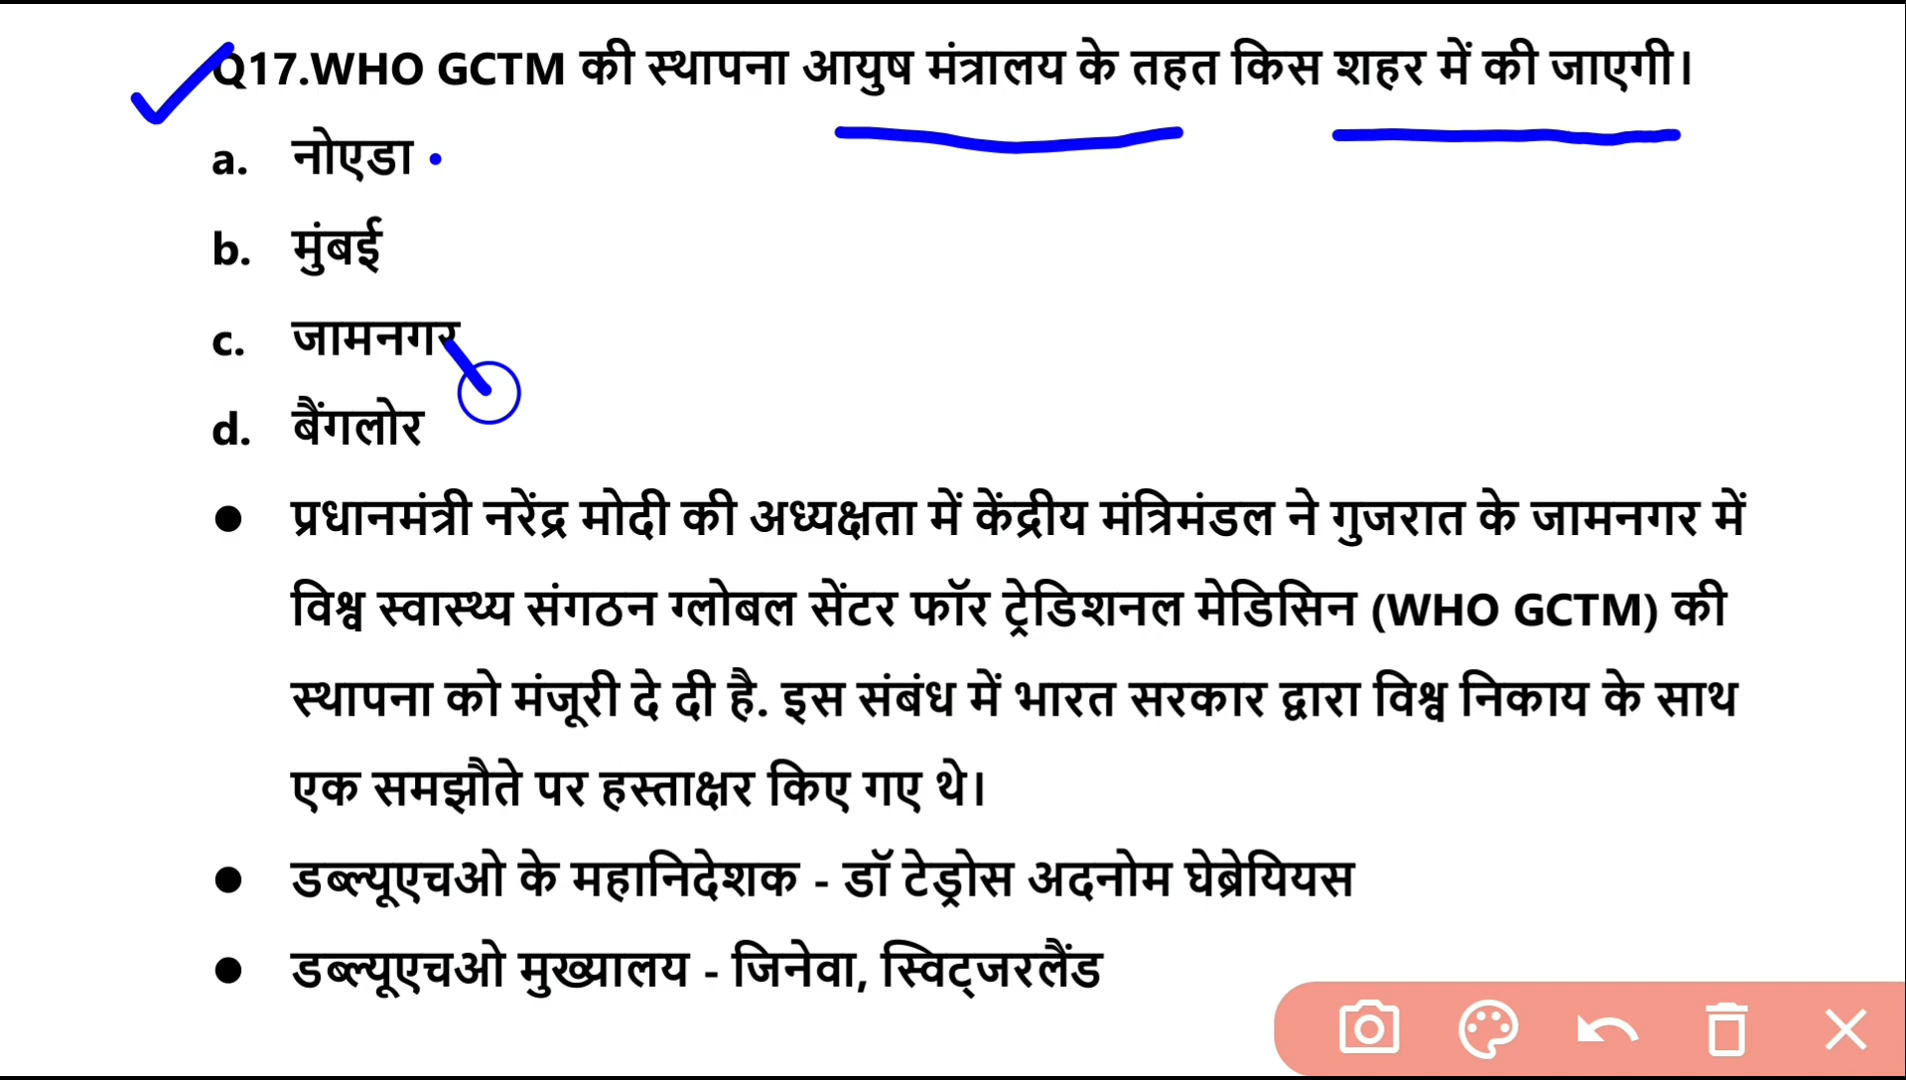 Q17.WHO GCTM की स्थापना आयुष मंत्रालय के तहत किस शहर में की जाएगी।
a. नोएडा
b. मुंबई
c. जामनगर
d. बैंगलोर
● प्रधानमंत्री नरेंद्र मोदी की अध्यक्षता में केंद्रीय मंत्रिमंडल ने गुजरात के जामनगर में
विश्व स्वास्थ्य संगठन ग्लोबल सेंटर फॉर ट्रेडिशनल मेडिसिन (WHO GCTM) की
स्थापना को मंजूरी दे दी है. इस संबंध में भारत सरकार द्वारा विश्व निकाय के साथ
एक समझौते पर हस्ताक्षर किए गए थे।
● डब्ल्यूएचओ के महानिदेशक - डॉ टेड्रोस अदनोम घेब्रेयियस
● डब्ल्यूएचओ मुख्यालय - जिनेवा, स्विट्जरलैंड